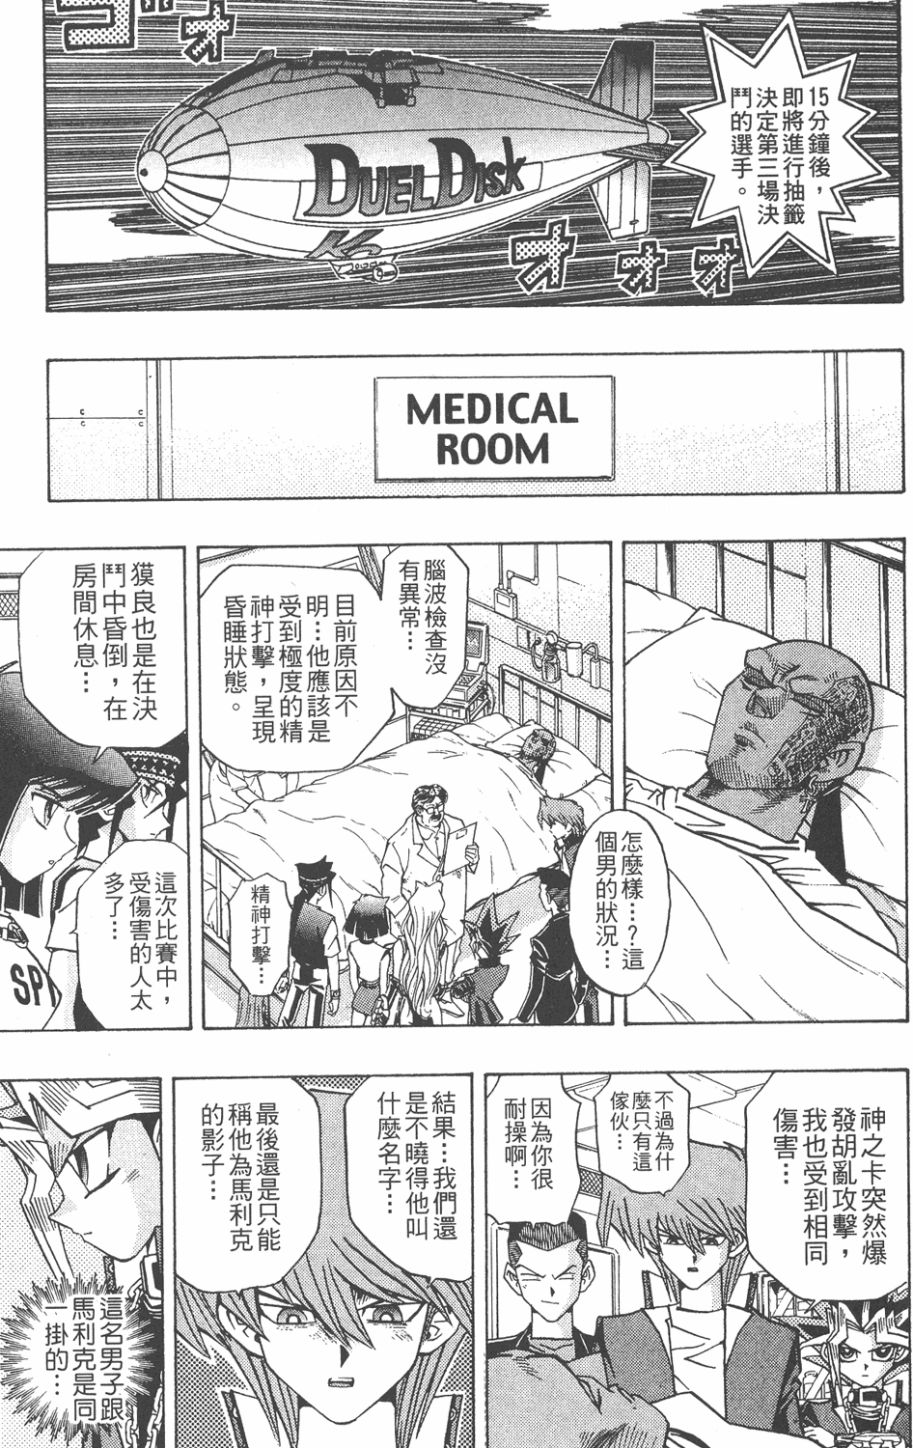 ゴオオ
15分鐘後，
即將進行抽籤
決定第三場決
鬥的選手。
DUEL DISK
KC
オオオ
MEDICAL
ROOM
怎麼樣…?這
個男的狀況…
腦波檢查沒
有異常…
目前原因不
明…他應該是
受到極度的精
神打擊，呈現
昏睡狀態。
精神打擊…
獏良也是在決
鬥中昏倒，在
房間休息…
這次比賽中，
受傷害的人太
多了…
SP
神之卡突然爆
發胡亂攻擊，
我也受到相同
傷害…
不過為什
麼只有這
傢伙…
因為你很
耐操啊…
結果…我們還
是不曉得他叫
什麼名字…
最後還是只能
稱他為馬利克
的影子…
這名男子跟
馬利克是同
一掛的…